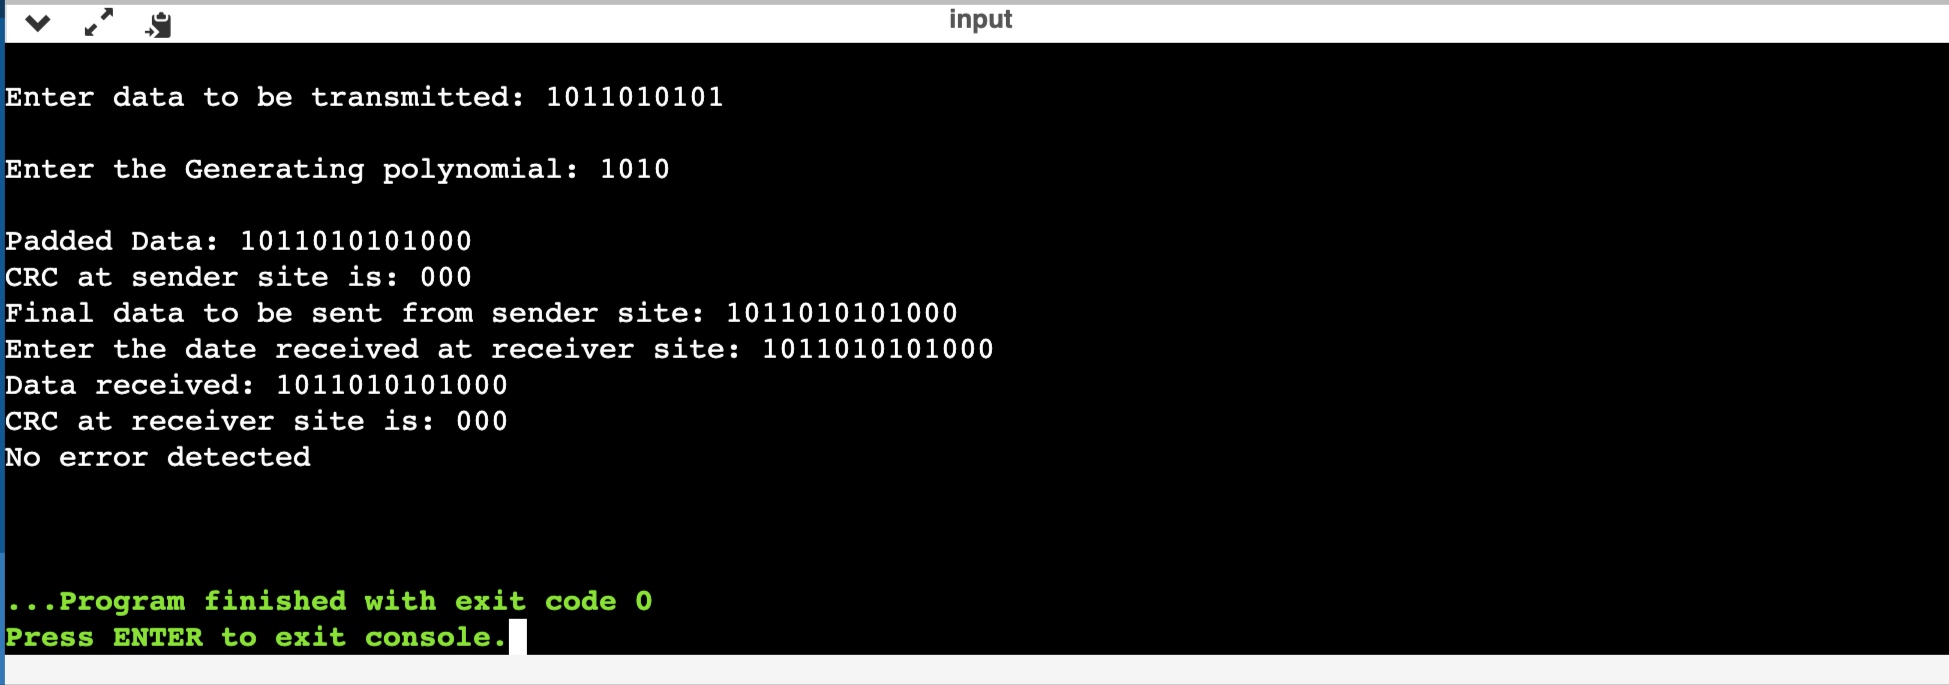 input
Enter data to be transmitted: 1011010101
Enter the Generating polynomial: 1010
Padded Data: 1011010101000
CRC at sender site is: 000
Final data to be sent from sender site: 1011010101000
Enter the date received at receiver site: 1011010101000
Data received: 1011010101000
CRC at receiver site is: 000
No error detected
...Program finished with exit code 0
Press ENTER to exit console.